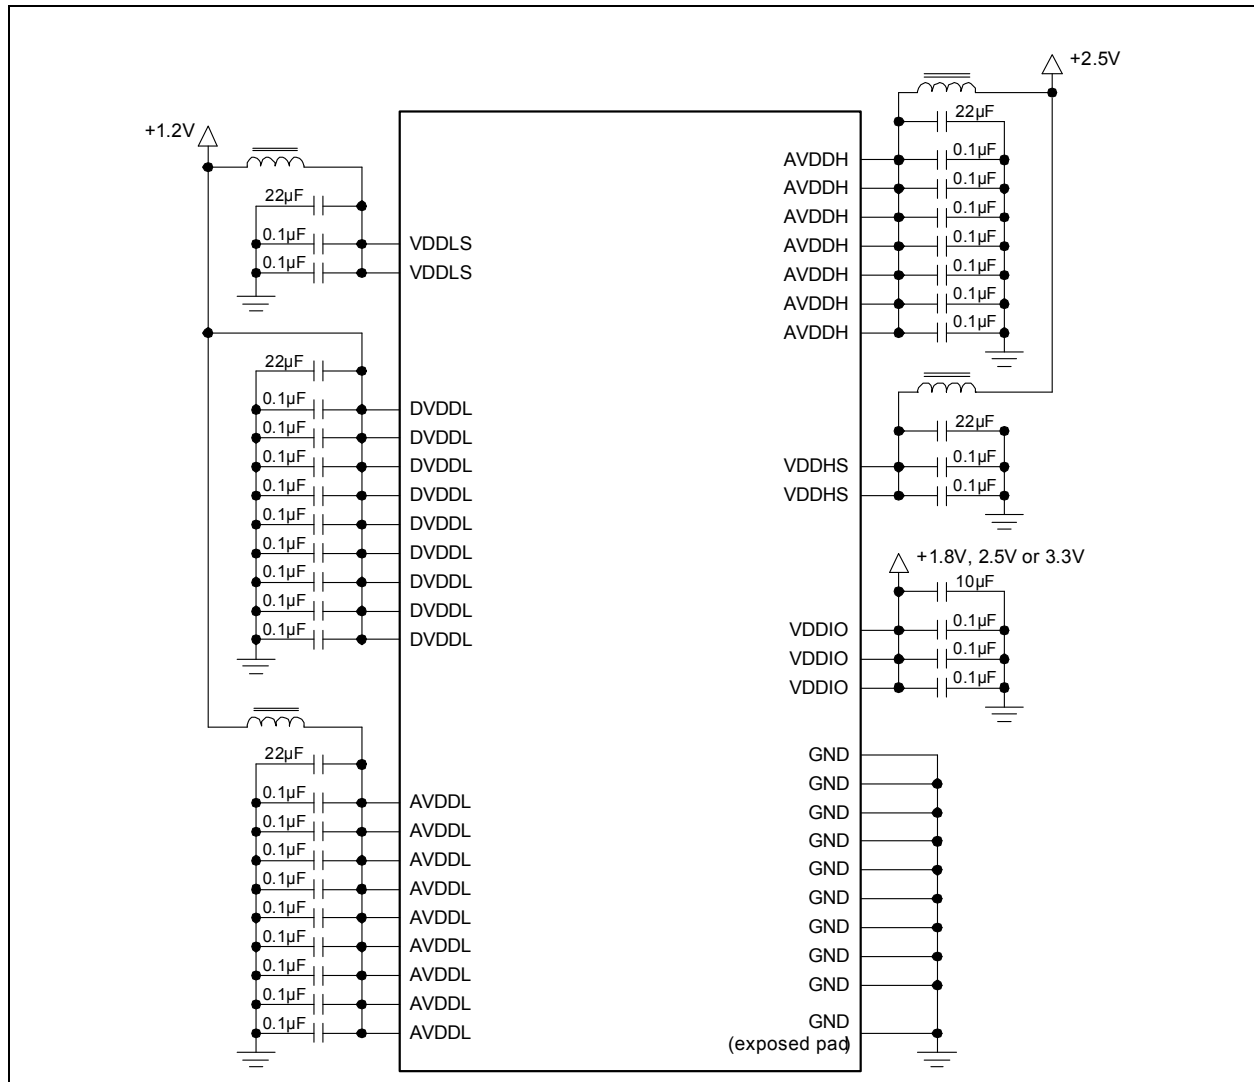 +1.2V
22µF
0.1µF
VDDLS
0.1µF
VDDLS
22µF
0.1µF
DVDDL
0.1µF
DVDDL
0.1µF
DVDDL
0.1µF
DVDDL
0.1µF
DVDDL
0.1µF
DVDDL
0.1µF
DVDDL
0.1µF
DVDDL
0.1µF
DVDDL
22µF
0.1µF
AVDDL
0.1µF
AVDDL
0.1µF
AVDDL
0.1µF
AVDDL
0.1µF
AVDDL
0.1µF
AVDDL
0.1µF
AVDDL
0.1µF
AVDDL
0.1µF
AVDDL
+2.5V
22µF
AVDDH
0.1µF
AVDDH
0.1µF
AVDDH
0.1µF
AVDDH
0.1µF
AVDDH
0.1µF
AVDDH
0.1µF
AVDDH
0.1µF
22µF
VDDHS
0.1µF
VDDHS
0.1µF
+1.8V, 2.5V or 3.3V
10µF
VDDIO
0.1µF
VDDIO
0.1µF
VDDIO
0.1µF
GND
GND
GND
GND
GND
GND
GND
GND
GND
GND
(exposed pad)